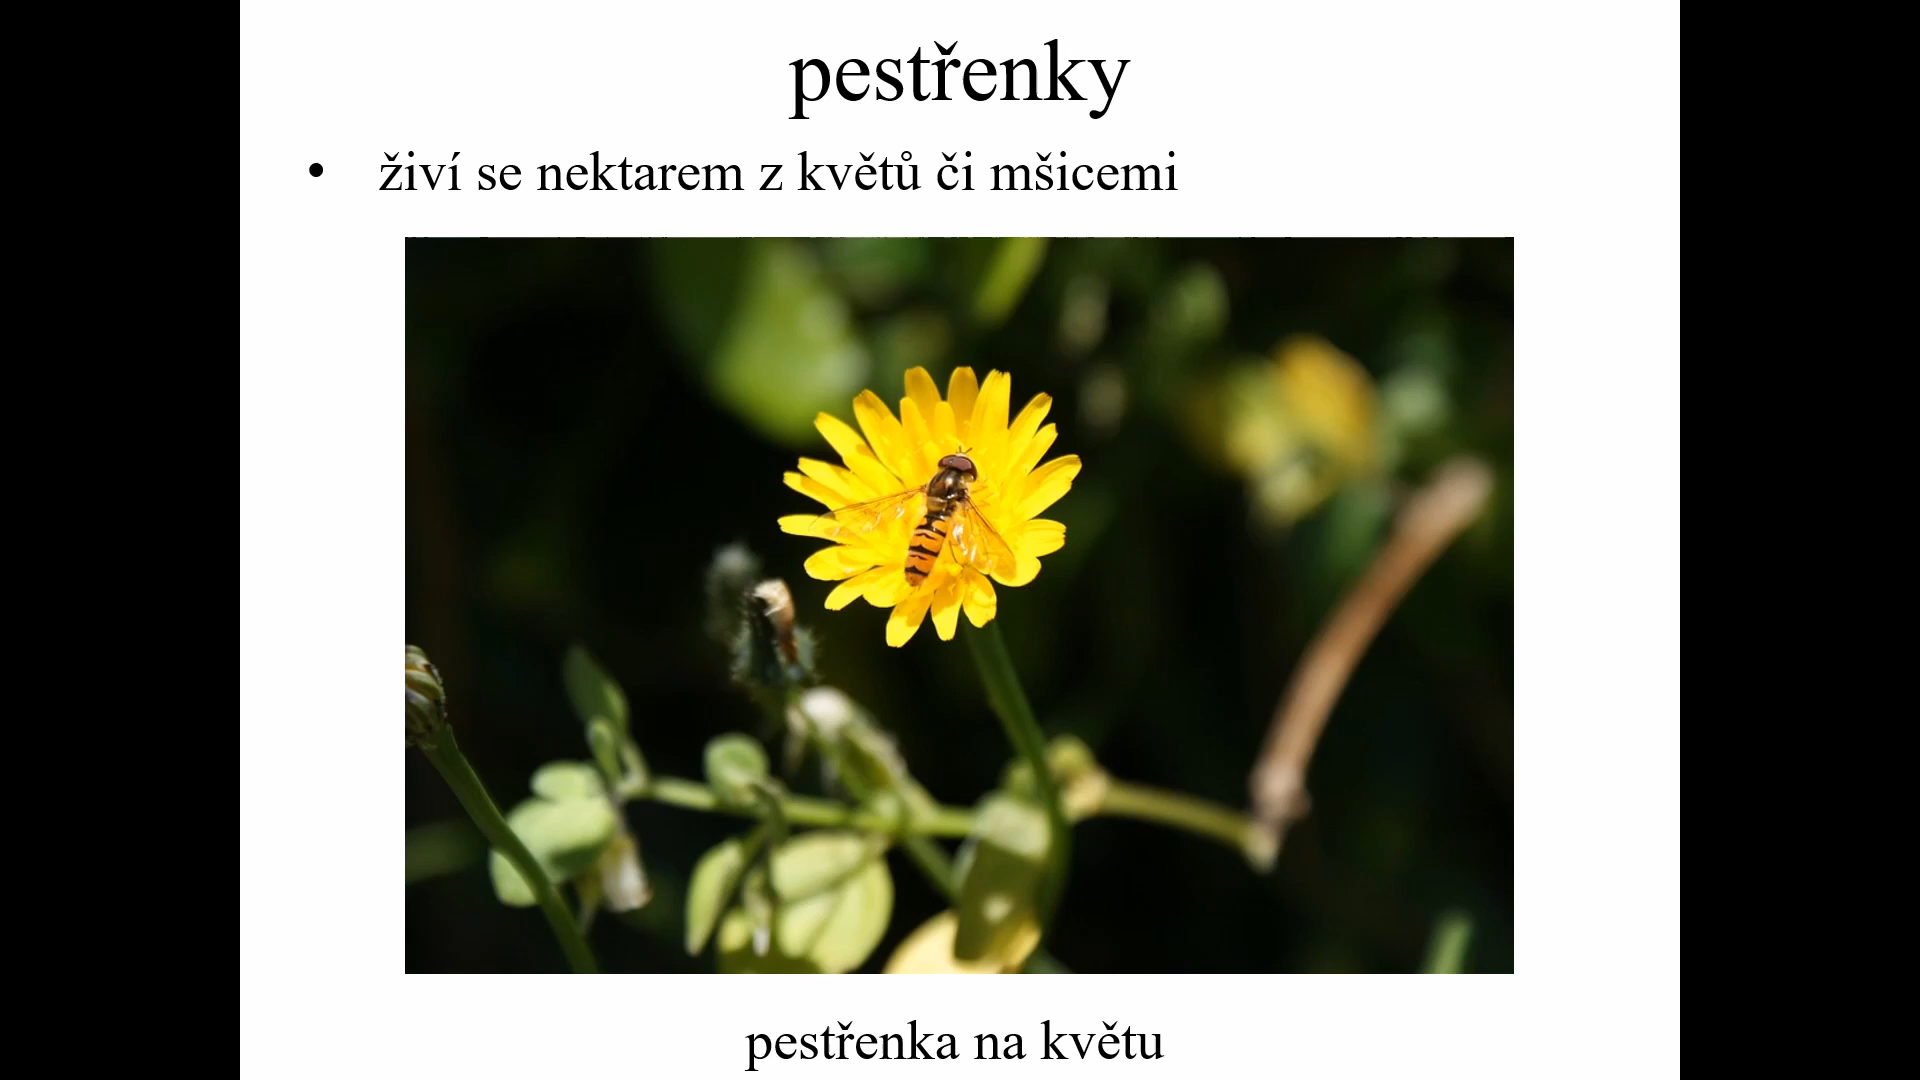 pestřenky
• živí se nektarem z květů či mšicemi
pestřenka na květu